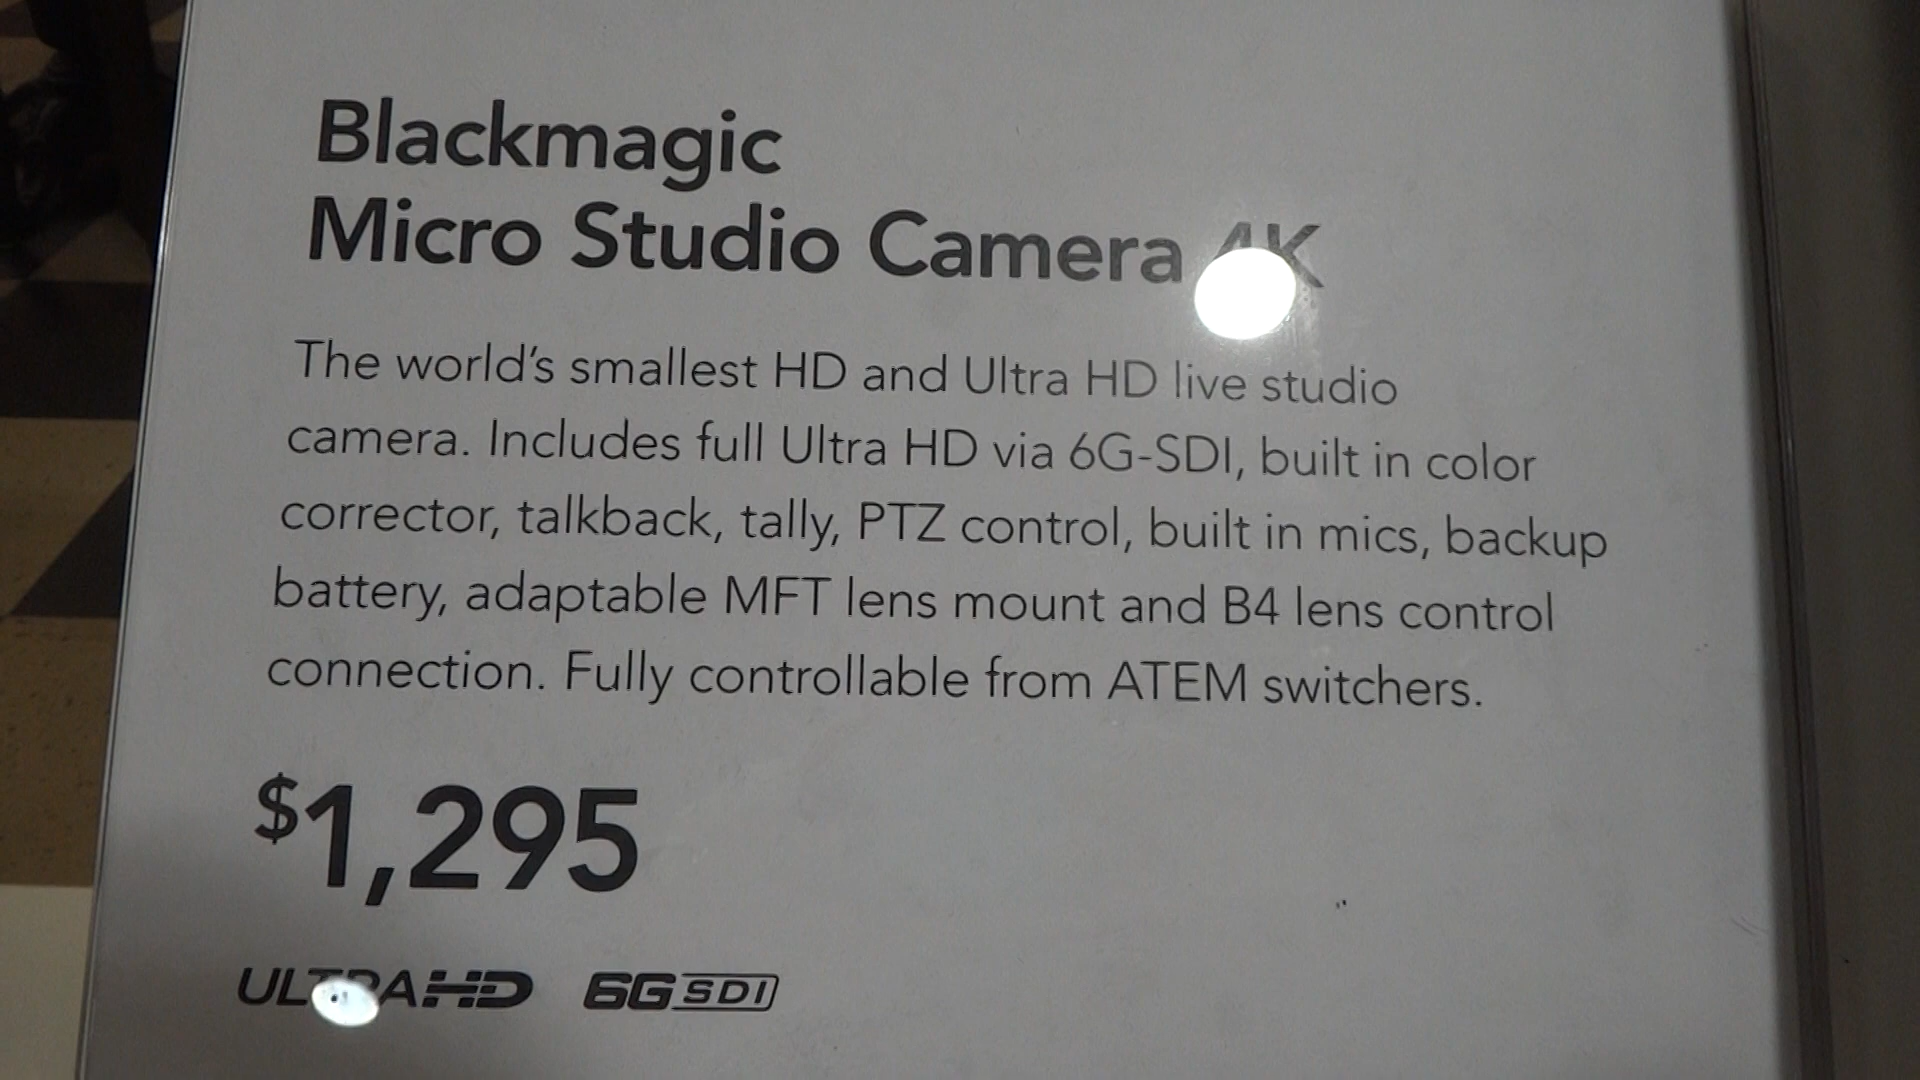 Blackmagic
Micro Studio Camera 4K
The world's smallest HD and Ultra HD live studio
camera. Includes full Ultra HD via 6G-SDI, built in color
corrector, talkback, tally, PTZ control, built in mics, backup
battery, adaptable MFT lens mount and B4 lens control
connection. Fully controllable from ATEM switchers.
$1,295
ULTRAHD 6G SDI